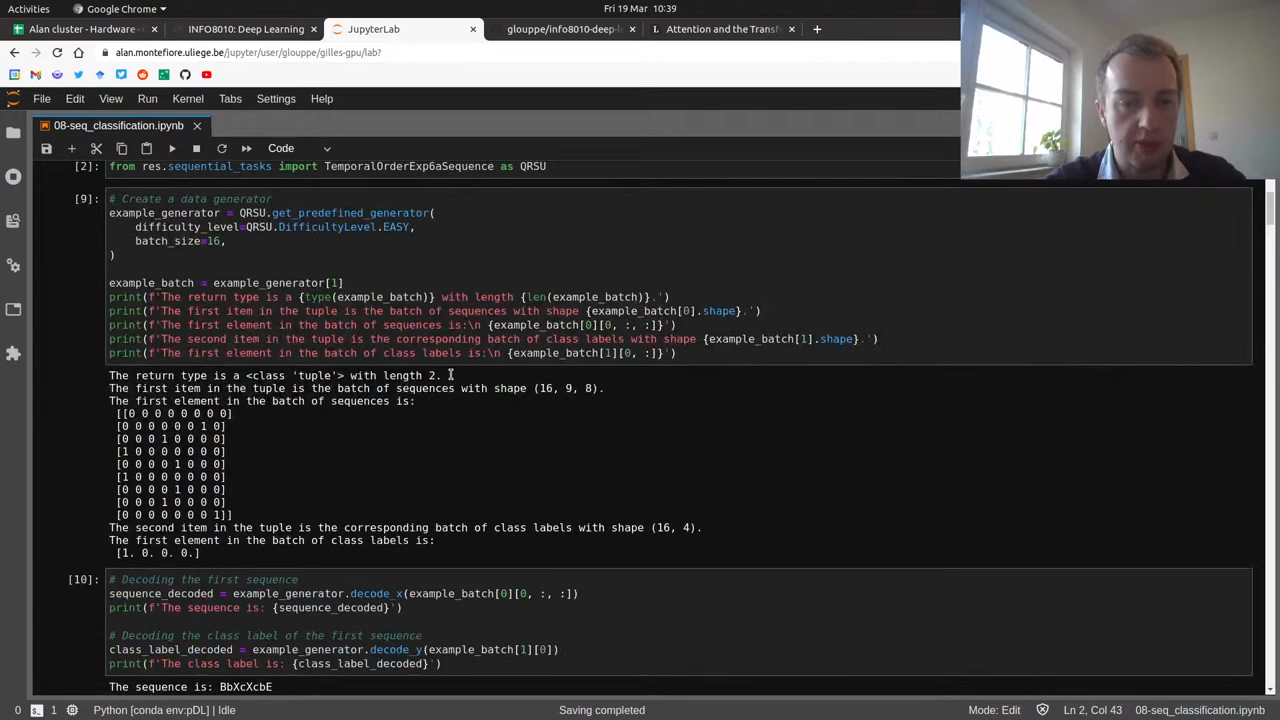 Activities
Google Chrome
Fri 19 Mar 10:39
Alan cluster - Hardware -
INFO8010: Deep Learning
JupyterLab
glouppe/info8010-deep-l
Attention and the Transf
alan.montefiore.uliege.be/jupyter/user/glouppe/gilles-gpu/lab?
File Edit View Run Kernel Tabs Settings Help
08-seq_classification.ipynb
Code
[2]: from res.sequential_tasks import TemporalOrderExp6aSequence as QRSU
[9]: # Create a data generator
example_generator = QRSU.get_predefined_generator(
difficulty_level=QRSU.DifficultyLevel.EASY,
batch_size=16,
)
example_batch = example_generator[1]
print(f'The return type is a {type(example_batch)} with length {len(example_batch)}.')
print(f'The first item in the tuple is the batch of sequences with shape {example_batch[0].shape}.')
print(f'The first element in the batch of sequences is:\n {example_batch[0][0, :, :]}')
print(f'The second item in the tuple is the corresponding batch of class labels with shape {example_batch[1].shape}.')
print(f'The first element in the batch of class labels is:\n {example_batch[1][0, :]}')
The return type is a <class 'tuple'> with length 2.
The first item in the tuple is the batch of sequences with shape (16, 9, 8).
The first element in the batch of sequences is:
[[0 0 0 0 0 0 0 0]
[0 0 0 0 0 0 1 0]
[0 0 0 1 0 0 0 0]
[1 0 0 0 0 0 0 0]
[0 0 0 0 1 0 0 0]
[1 0 0 0 0 0 0 0]
[0 0 0 0 1 0 0 0]
[0 0 0 1 0 0 0 0]
[0 0 0 0 0 0 0 1]]
The second item in the tuple is the corresponding batch of class labels with shape (16, 4).
The first element in the batch of class labels is:
[1. 0. 0. 0.]
[10]: # Decoding the first sequence
sequence_decoded = example_generator.decode_x(example_batch[0][0, :, :])
print(f'The sequence is: {sequence_decoded}')
# Decoding the class label of the first sequence
class_label_decoded = example_generator.decode_y(example_batch[1][0])
print(f'The class label is: {class_label_decoded}')
The sequence is: BbXcXcbE
0 1 Python [conda env:pDL] | Idle Saving completed Mode: Edit Ln 2, Col 43 08-seq_classification.ipynb